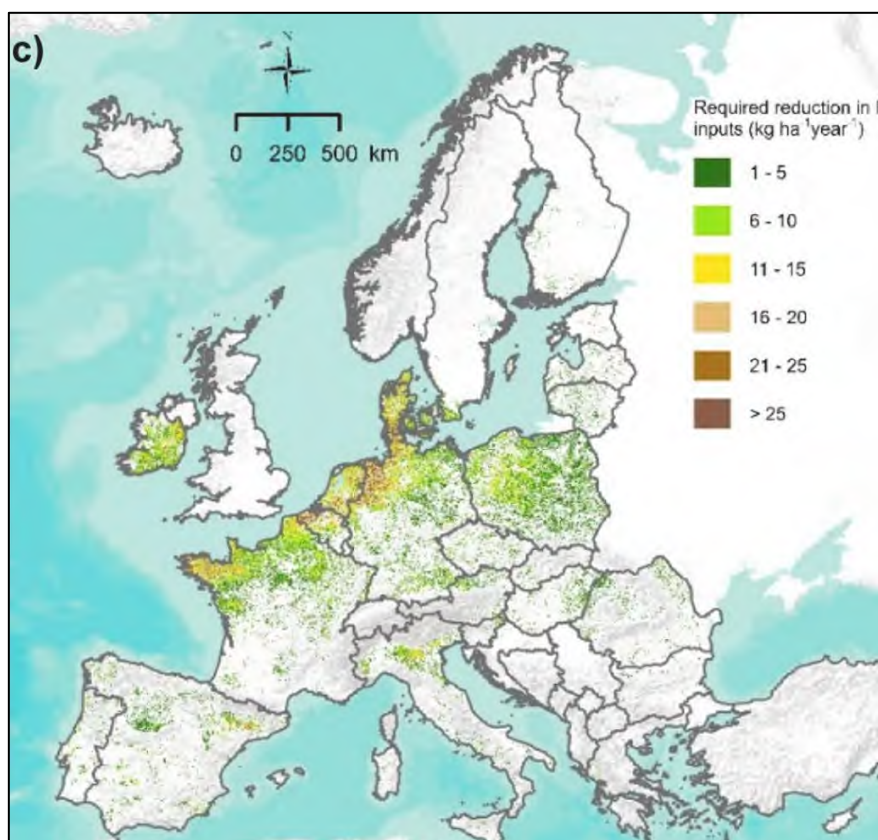 c)
N
0 250 500 km
Required reduction in
inputs (kg ha⁻¹year⁻¹)
1 - 5
6 - 10
11 - 15
16 - 20
21 - 25
> 25